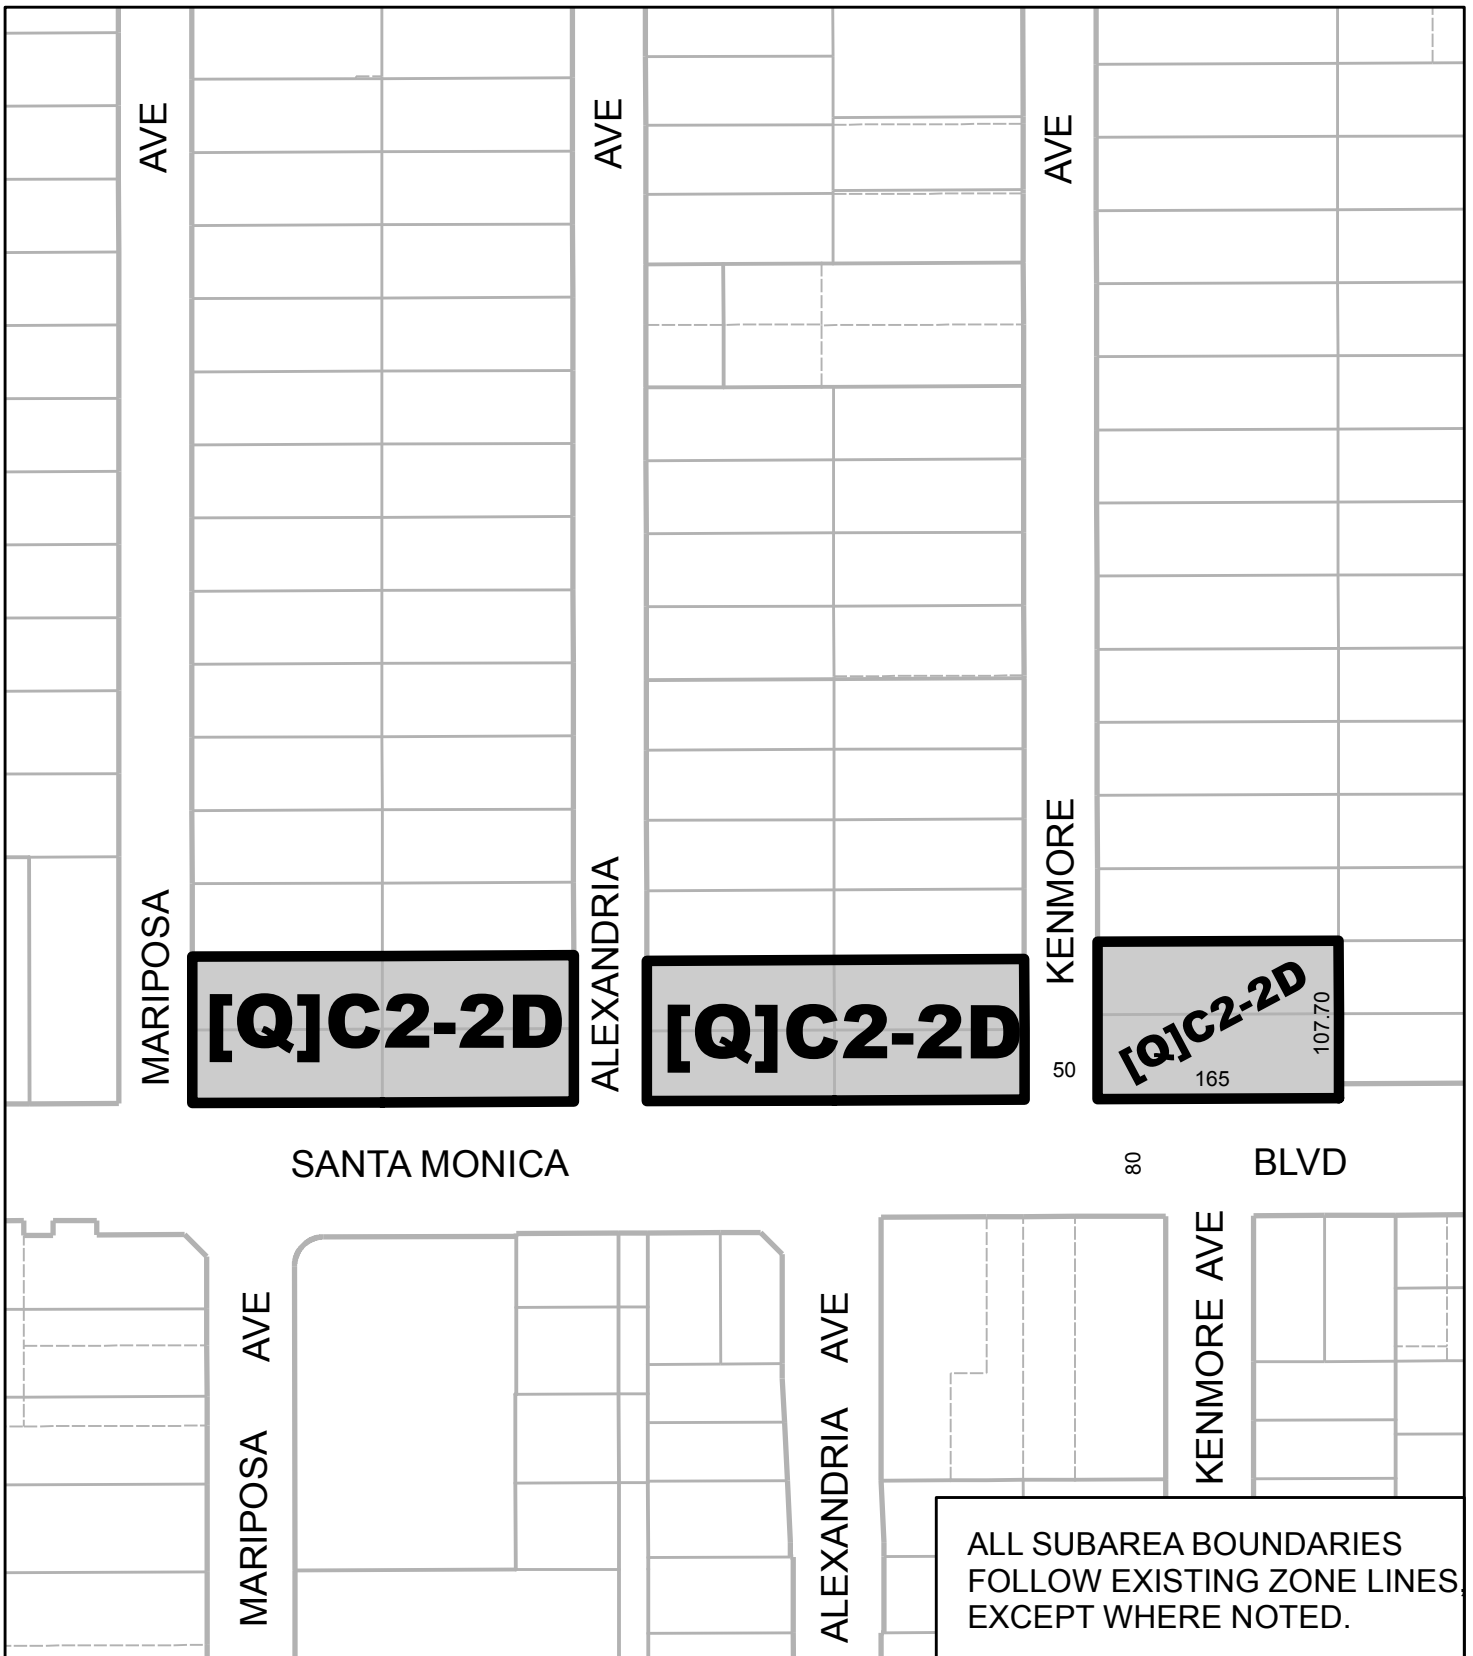 AVE
AVE
AVE
MARIPOSA
ALEXANDRIA
KENMORE
[Q]C2-2D
[Q]C2-2D
[Q]C2-2D
107.70
165
50
SANTA MONICA
80
BLVD
MARIPOSA AVE
ALEXANDRIA AVE
KENMORE AVE
ALL SUBAREA BOUNDARIES
FOLLOW EXISTING ZONE LINES,
EXCEPT WHERE NOTED.